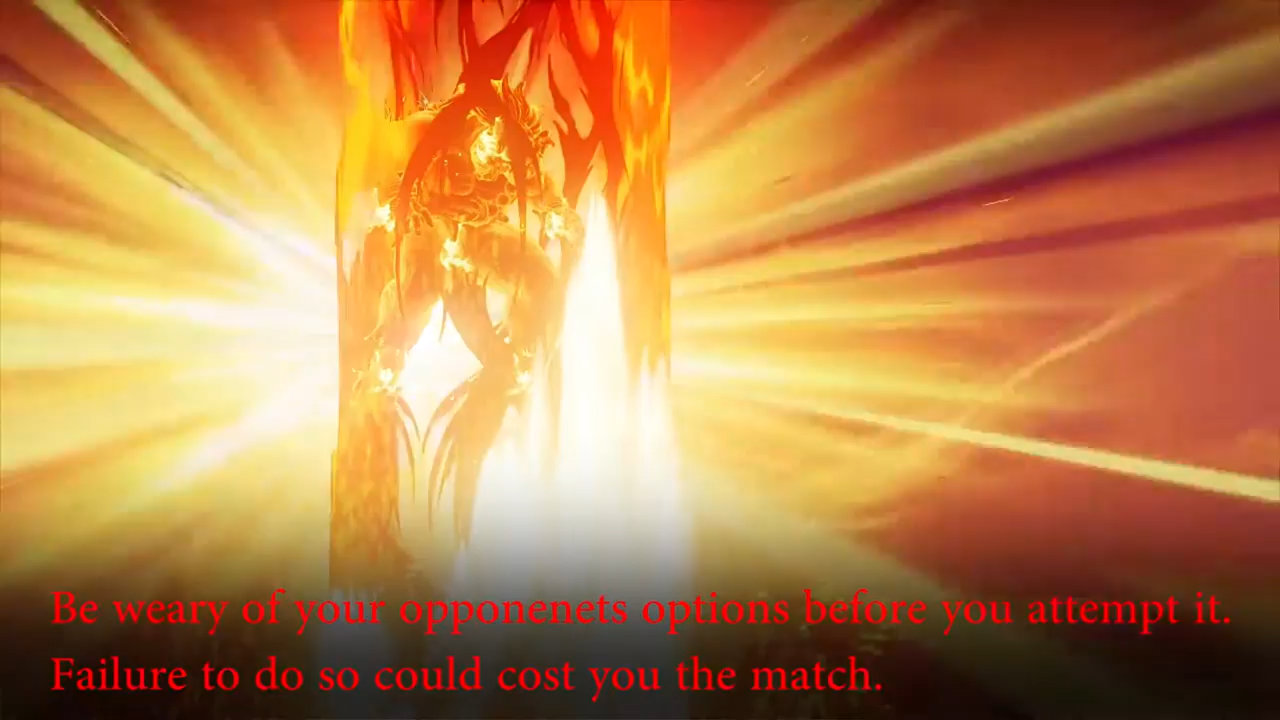 Be weary of your opponenets options before you attempt it.
Failure to do so could cost you the match.